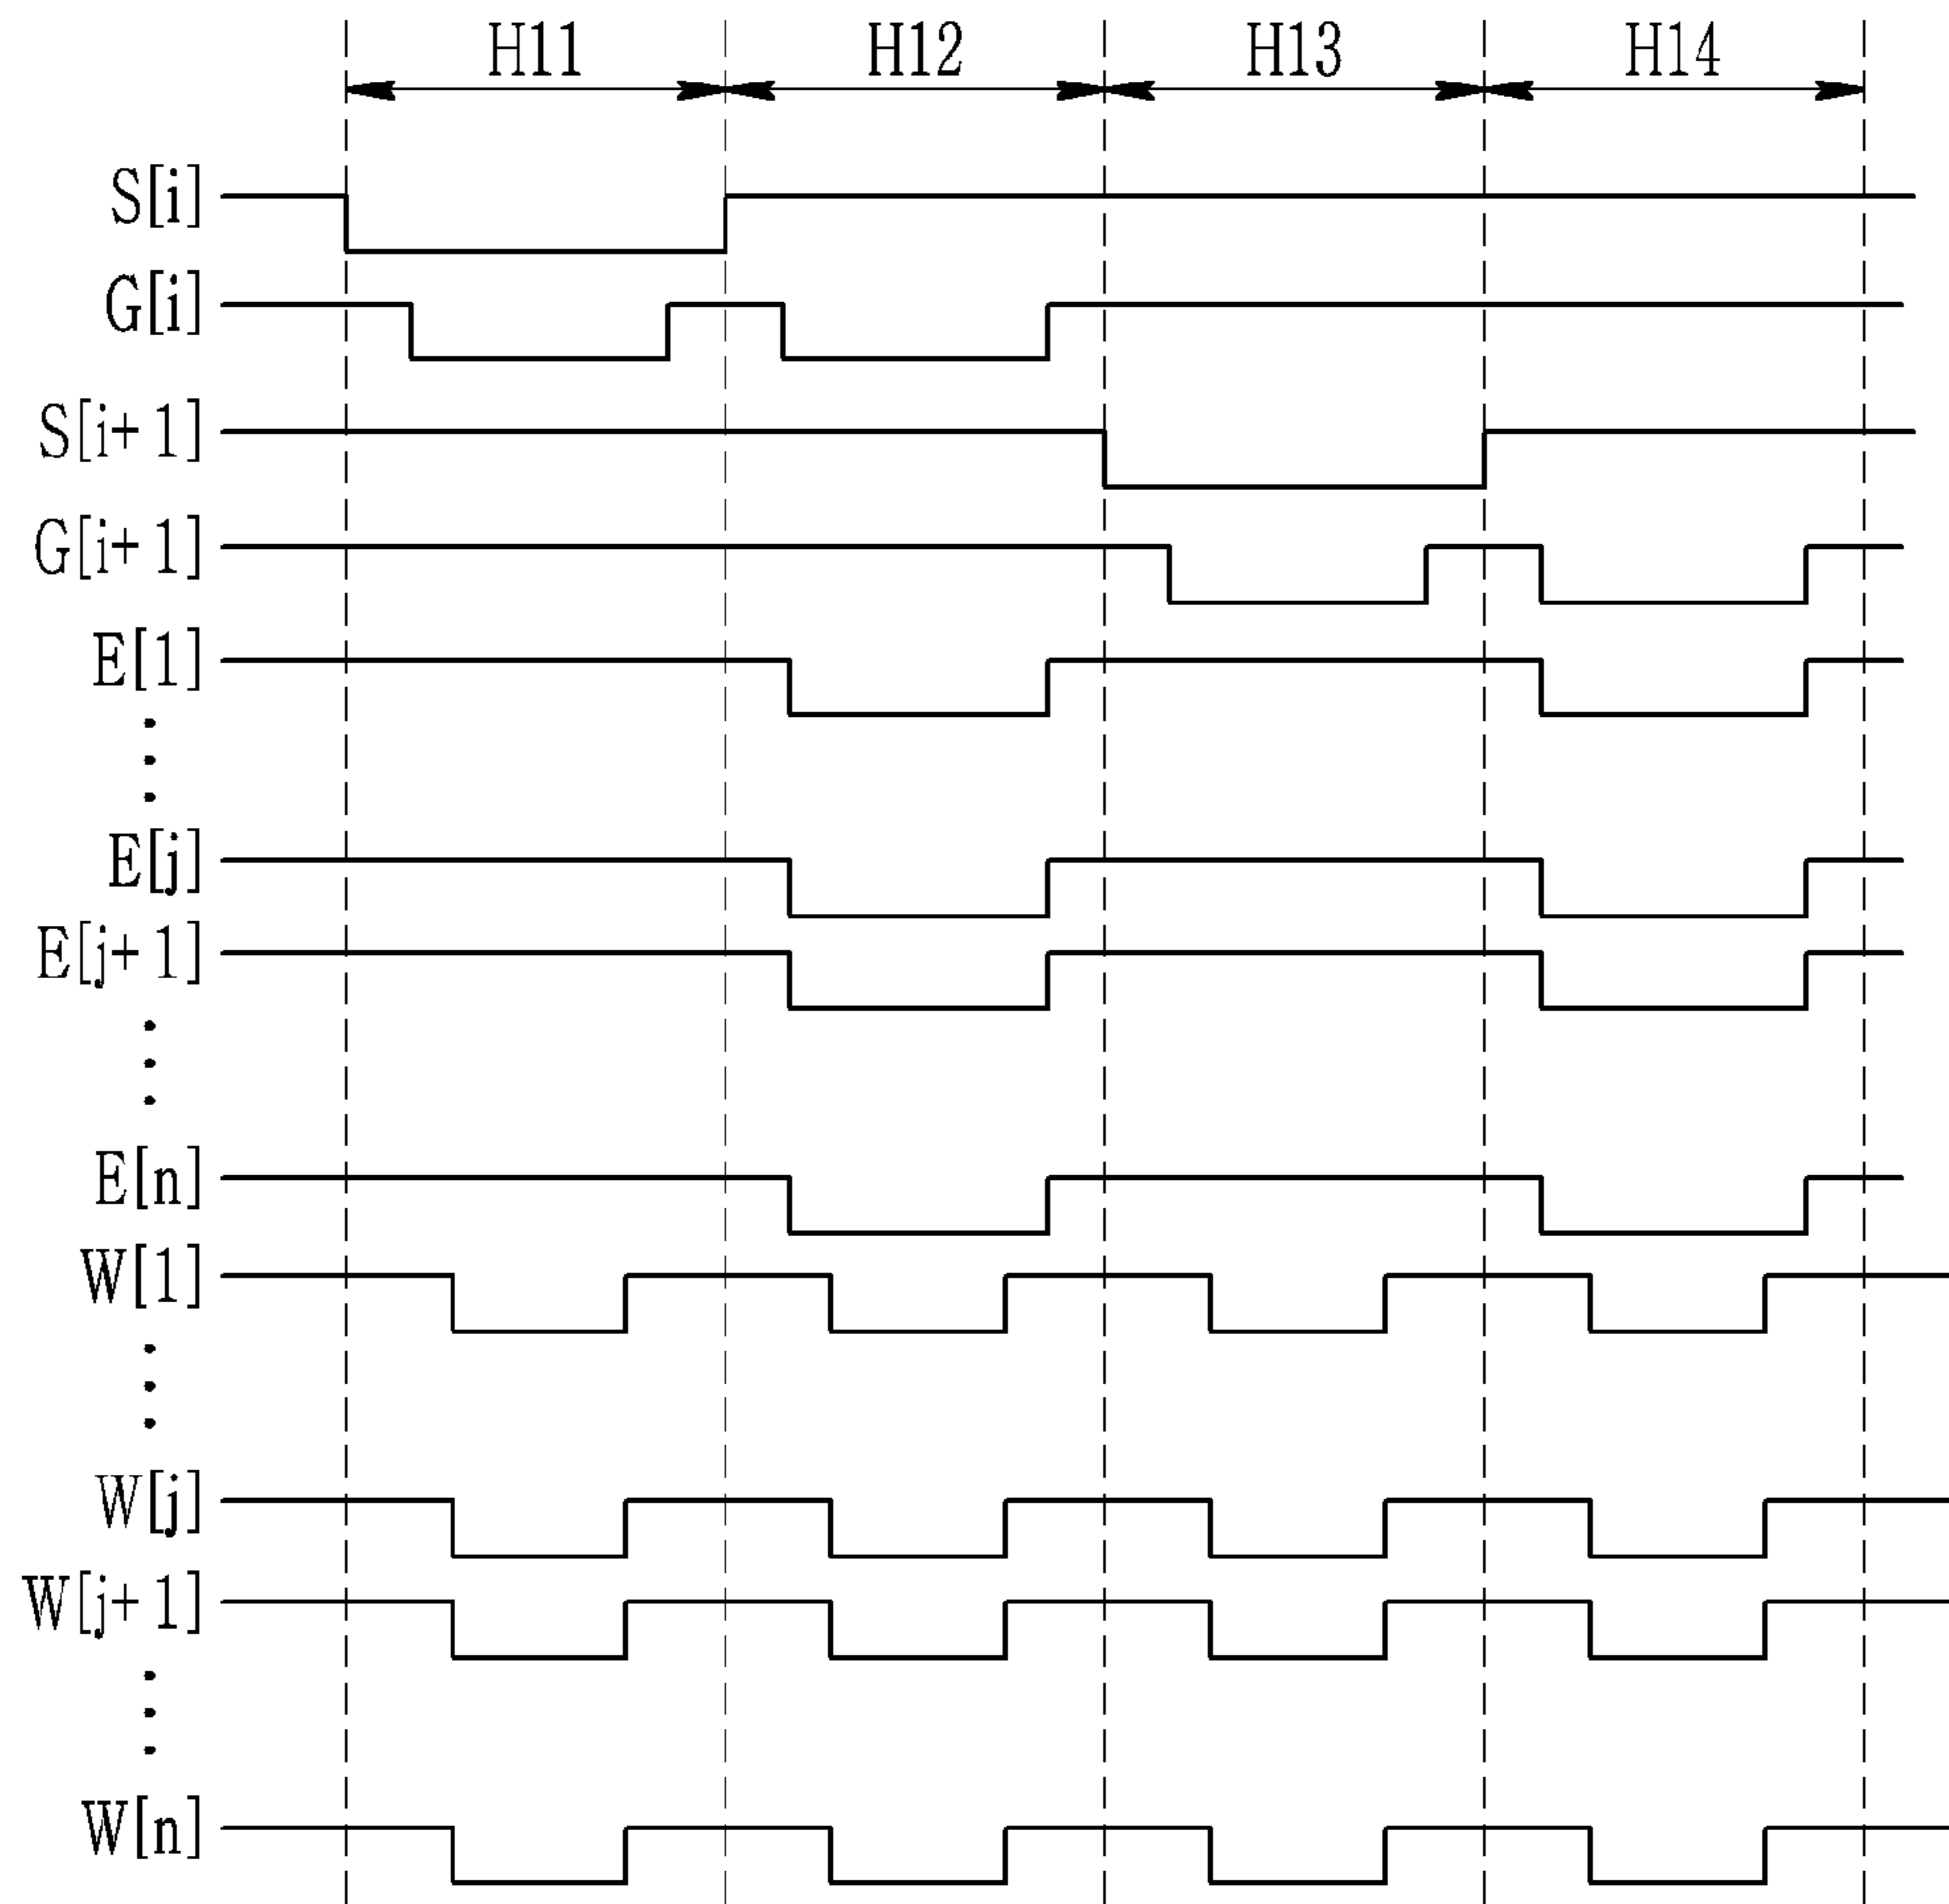 H11 H12 H13 H14
S[i]
G[i]
S[i+1]
G[i+1]
E[1]
E[j]
E[j+1]
E[n]
W[1]
W[j]
W[j+1]
W[n]